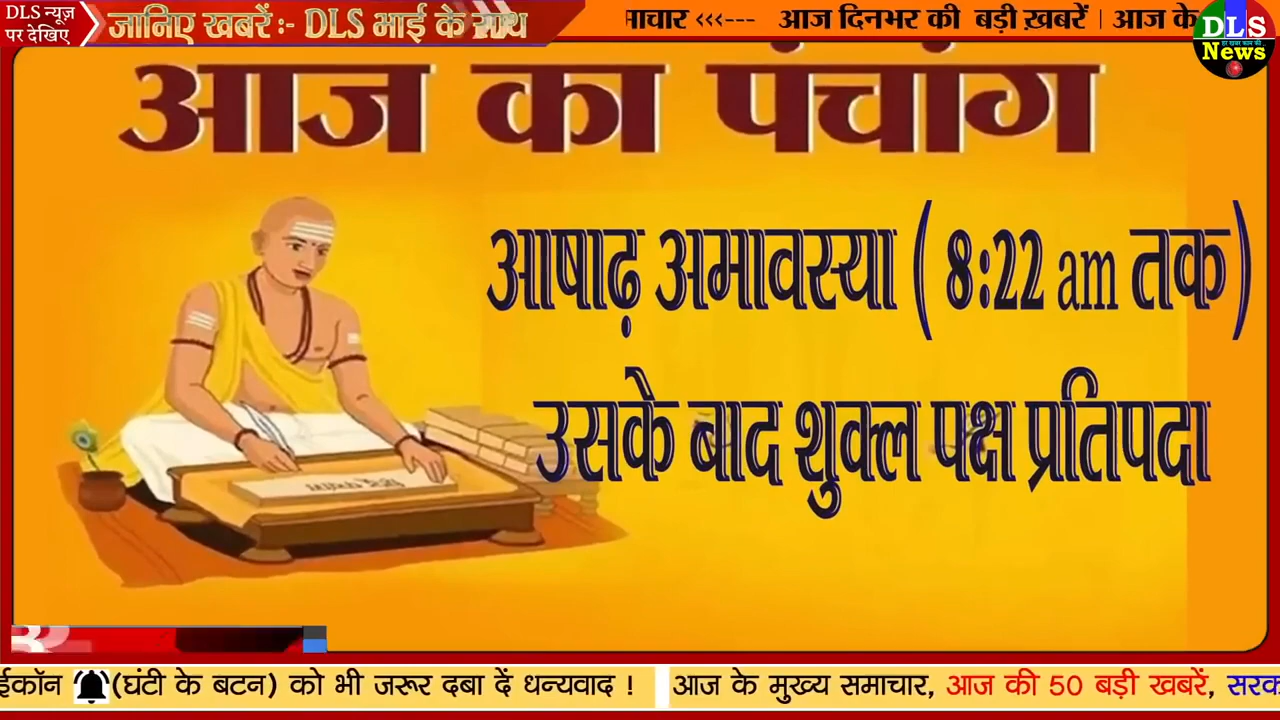 DLS न्यूज़
पर देखिए
जानिए खबरें:- DLS भाई के साथ
माचार ‹‹‹--- आज दिनभर की बड़ी ख़बरें | आज के
DLS
News
आज का पंचांग
आषाढ़ अमावस्या ( 8:22 am तक)
उसके बाद शुक्ल पक्ष प्रतिपदा
ईकॉन (घंटी के बटन) को भी जरूर दबा दें धन्यवाद ! आज के मुख्य समाचार, आज की 50 बड़ी खबरें, सरक